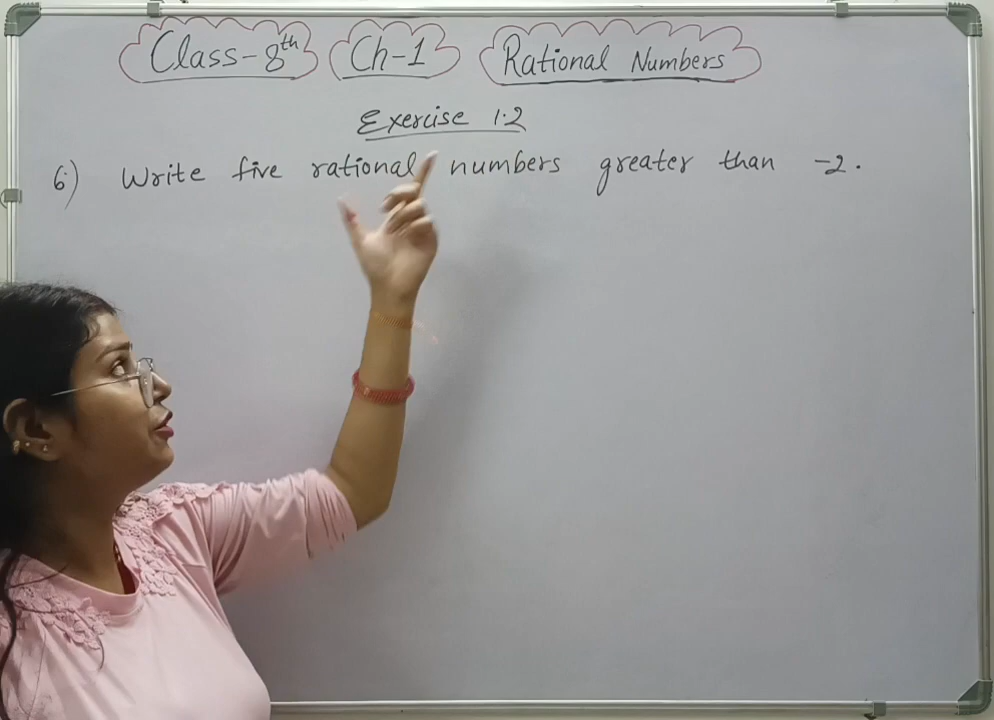 Class-8th Ch-1 Rational Numbers
Exercise 1.2
6) Write five rational numbers greater than -2.